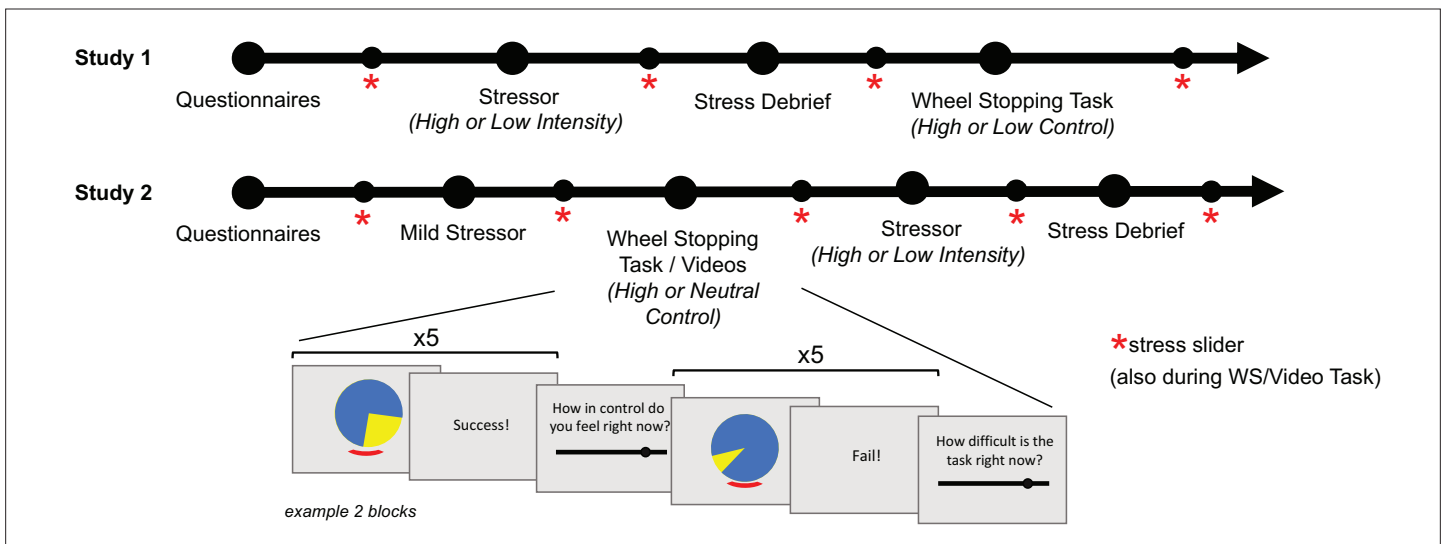 Study 1
Questionnaires
*
Stressor
(High or Low Intensity)
*
Stress Debrief
*
Wheel Stopping Task
(High or Low Control)
*
Study 2
Questionnaires
*
Mild Stressor
*
Wheel Stopping
Task / Videos
(High or Neutral
Control)
*
Stressor
(High or Low Intensity)
*
Stress Debrief
*
x5
Success!
How in control do
you feel right now?
x5
Fail!
How difficult is the
task right now?
example 2 blocks
*stress slider
(also during WS/Video Task)